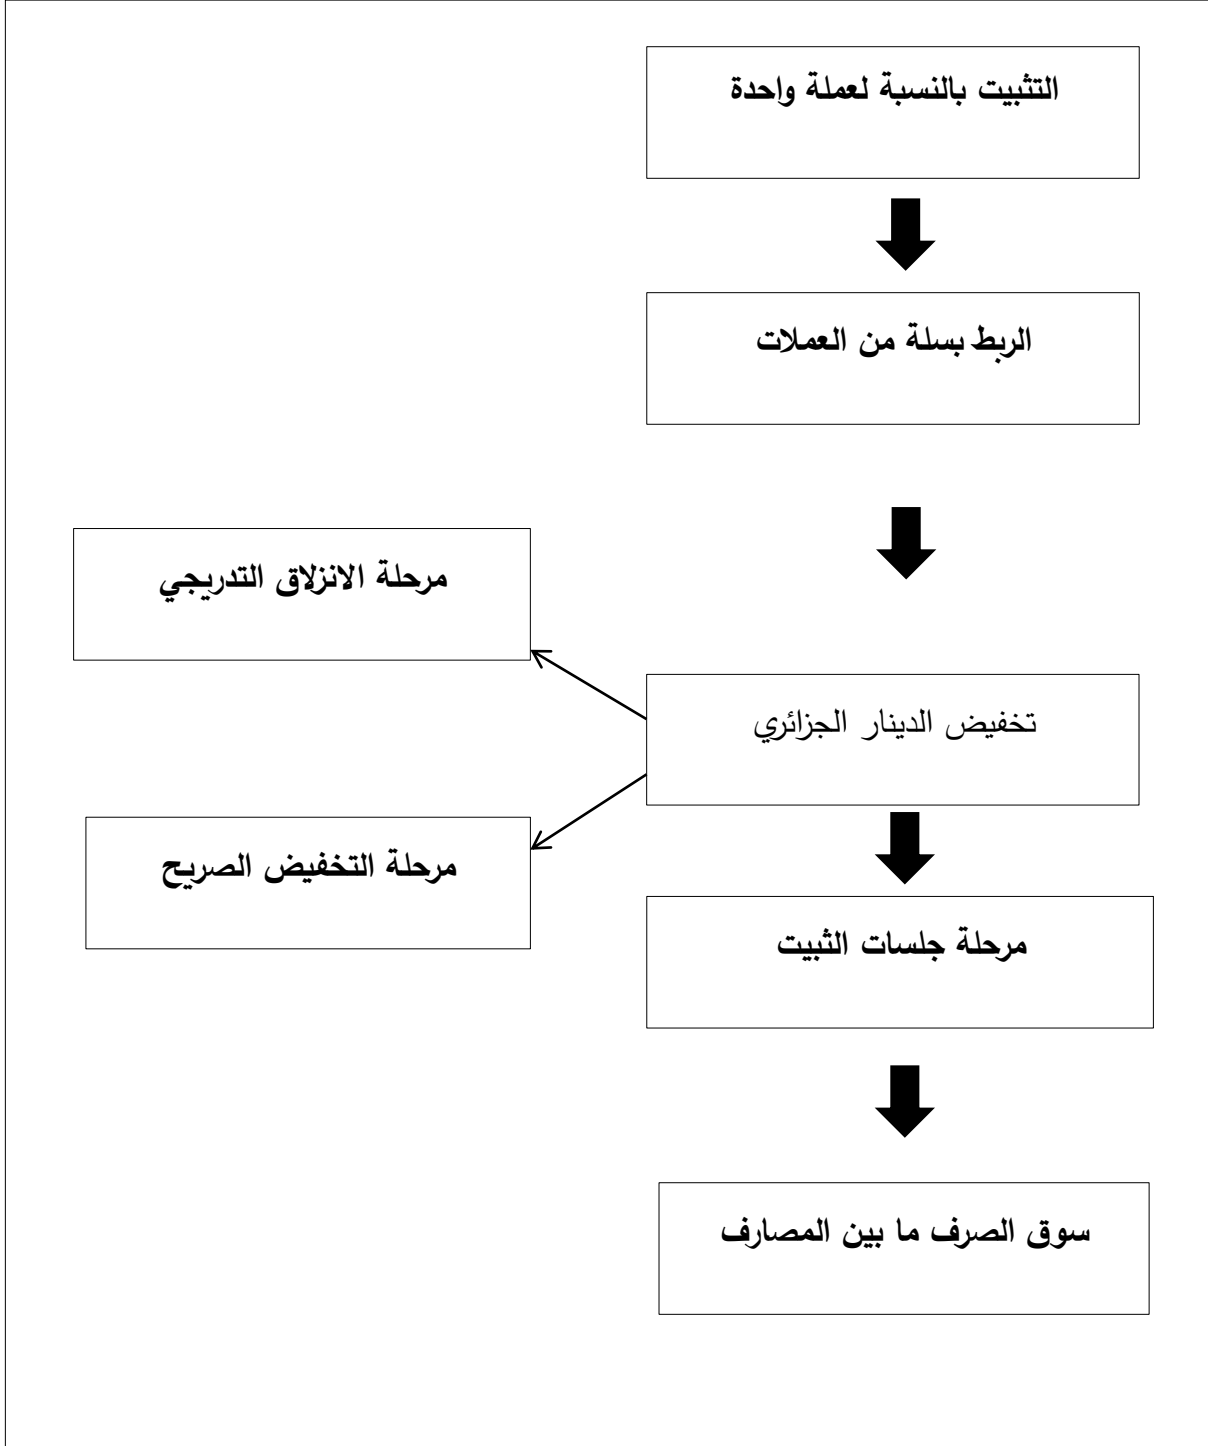 التثبيت بالنسبة لعملة واحدة
الربط بسلة من العملات
مرحلة الانزلاق التدريجي
تخفيض الدينار الجزائري
مرحلة التخفيض الصريح
مرحلة جلسات الثبيت
سوق الصرف ما بين المصارف